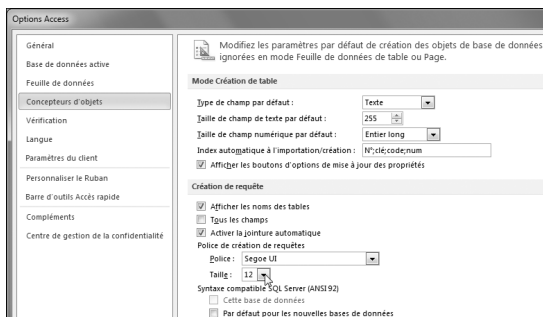 Options Access
Général
Base de données active
Feuille de données
Concepteurs d'objets
Vérification
Langue
Paramètres du client
Personnaliser le Ruban
Barre d'outils Accès rapide
Compléments
Centre de gestion de la confidentialité
Modifiez les paramètres par défaut de création des objets de base de données
ignorées en mode Feuille de données de table ou Page.
Mode Création de table
Type de champ par défaut : Texte
Taille de champ de texte par défaut : 255
Taille de champ numérique par défaut : Entier long
Index automatique à l'importation/création : N°;clé;code;num
Afficher les boutons d'options de mise à jour des propriétés
Création de requête
Afficher les noms des tables
Tous les champs
Activer la jointure automatique
Police de création de requêtes
Police : Segoe UI
Taille : 12
Syntaxe compatible SQL Server (ANSI 92)
Cette base de données
Par défaut pour les nouvelles bases de données